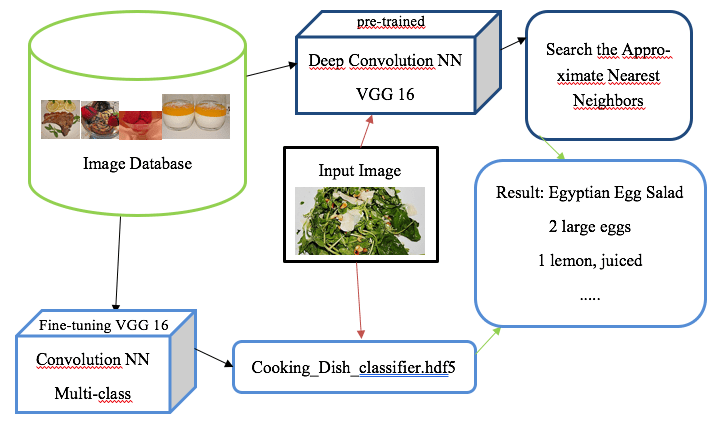 pre-trained
Deep Convolution NN
VGG 16
Search the Appro-
ximate Nearest
Neighbors
Image Database
Input Image
Result: Egyptian Egg Salad
2 large eggs
1 lemon, juiced
.....
Fine-tuning VGG 16
Convolution NN
Multi-class
Cooking_Dish_classifier.hdf5